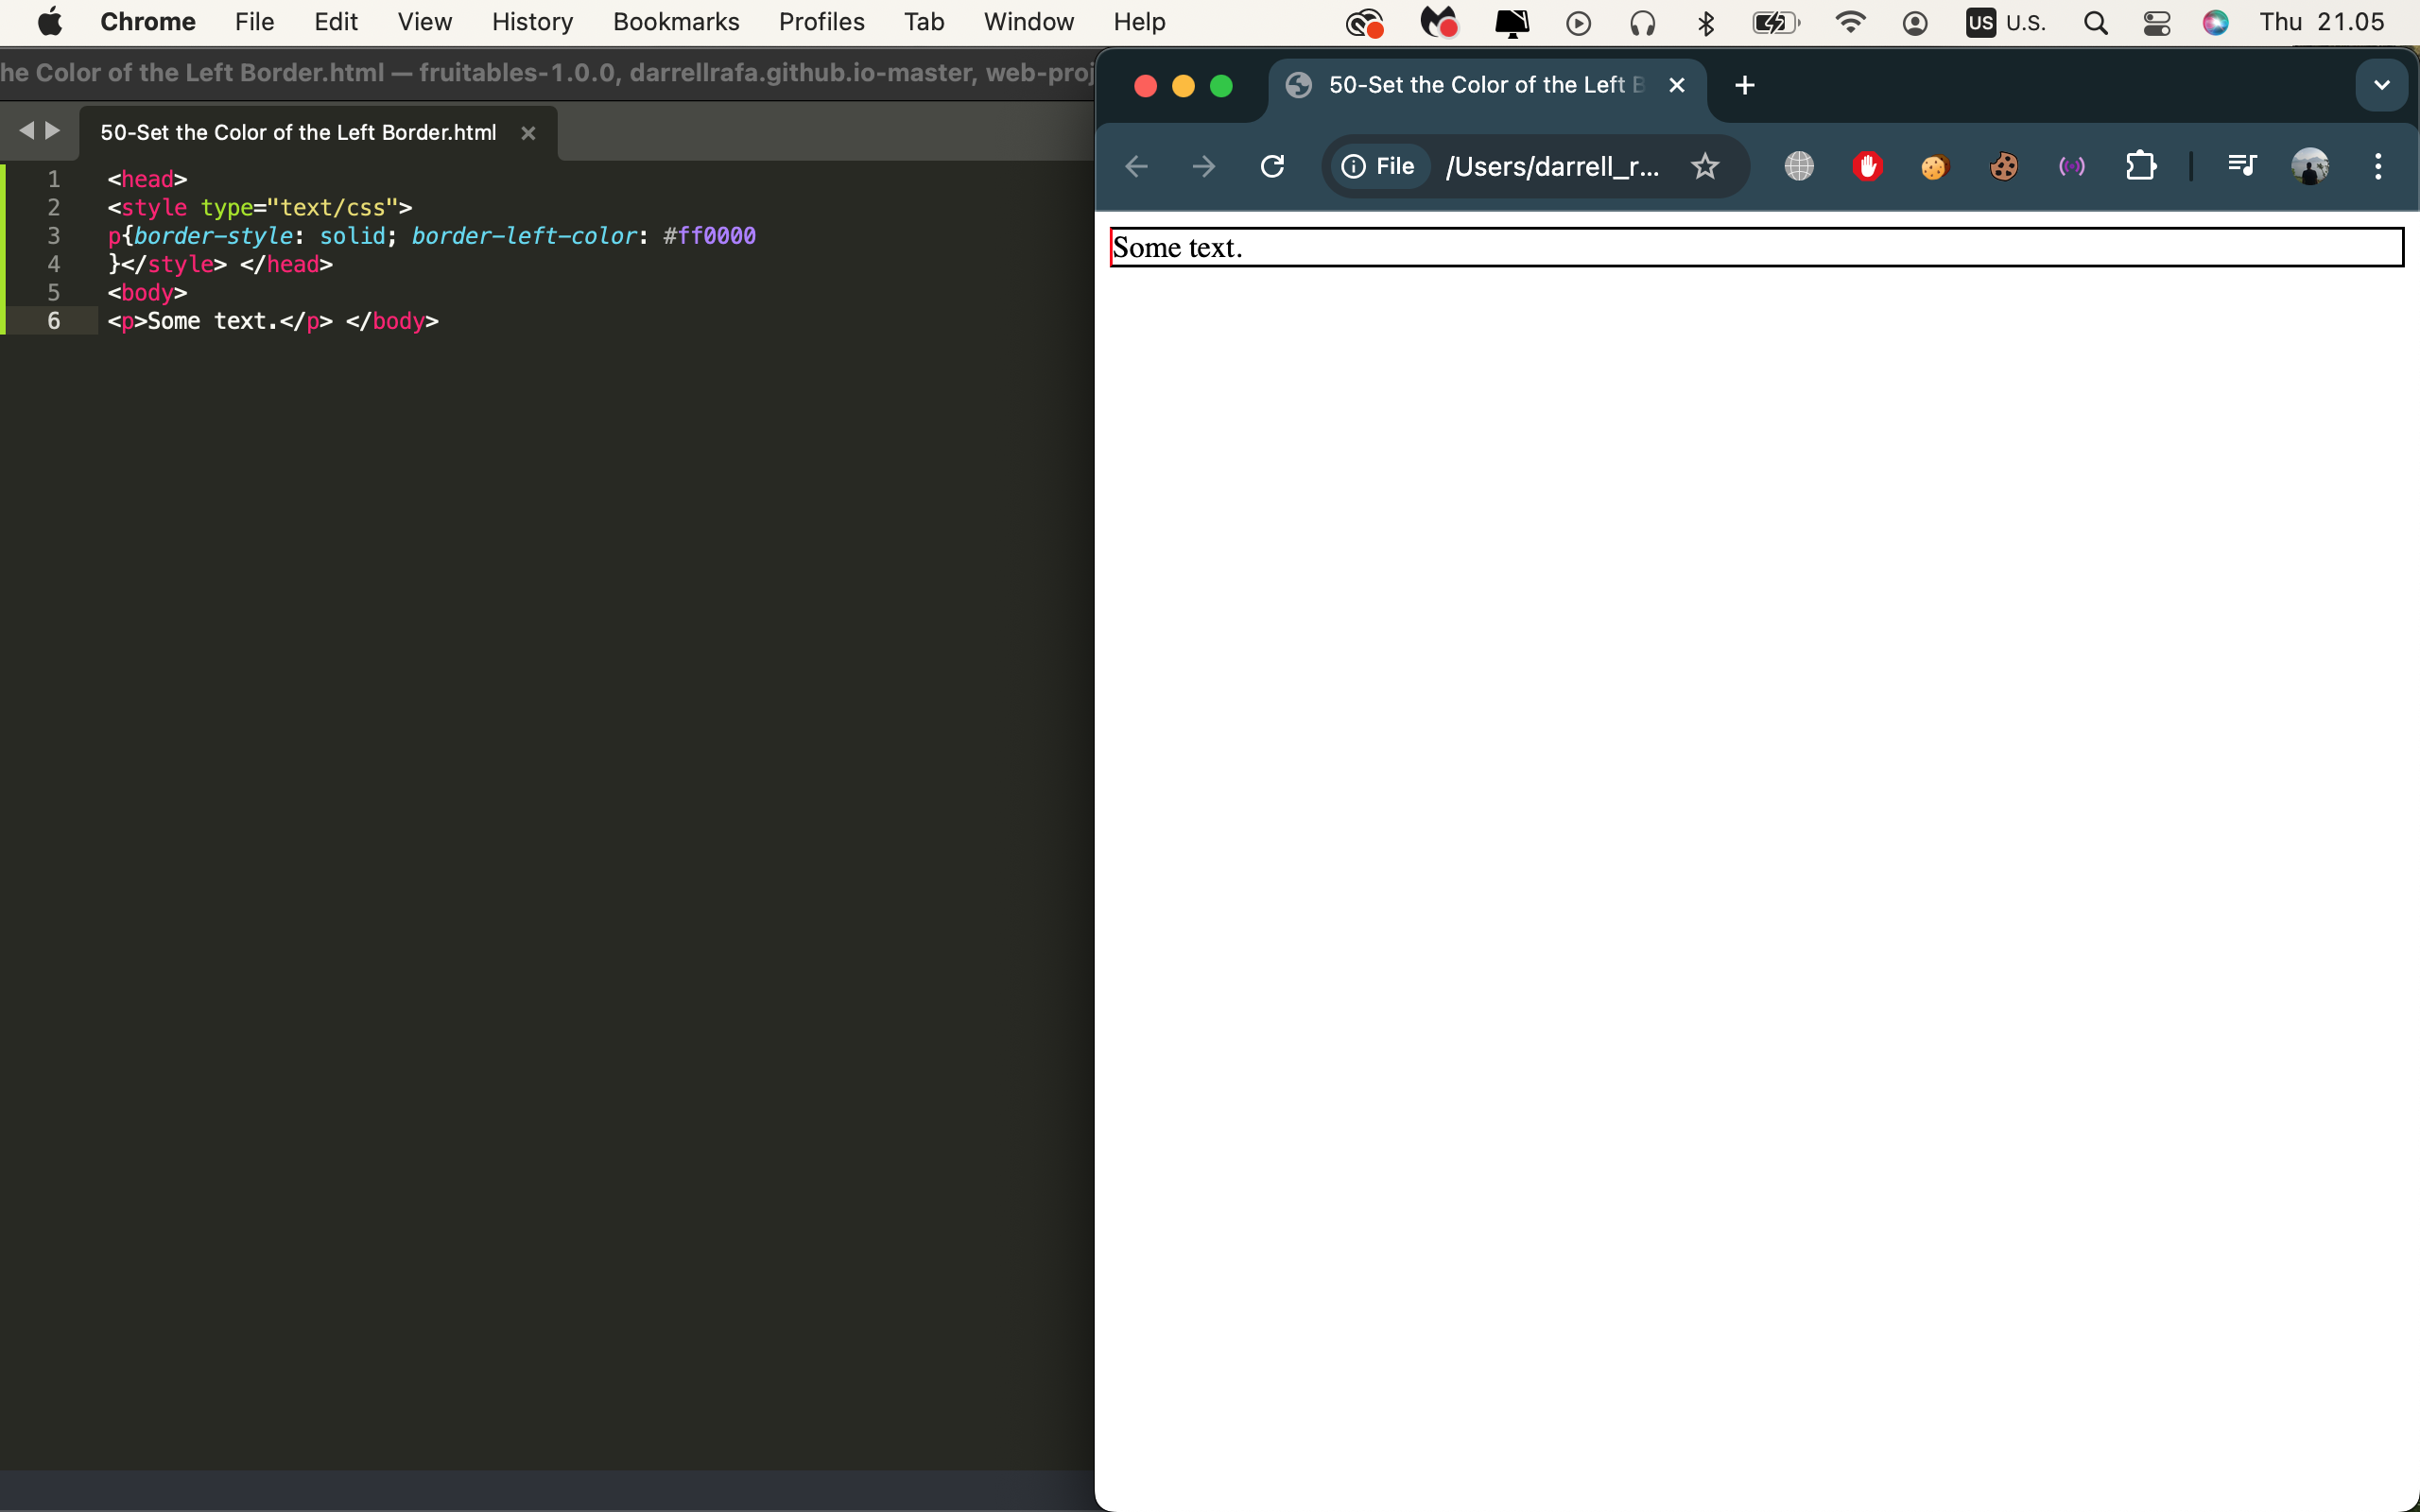 Chrome File Edit View History Bookmarks Profiles Tab Window Help US U.S. Thu 21.05
he Color of the Left Border.html — fruitables-1.0.0, darrellrafa.github.io-master, web-proj
50-Set the Color of the Left Border.html
1 <head>
2 <style type="text/css">
3 p{border-style: solid; border-left-color: #ff0000
4 }</style> </head>
5 <body>
6 <p>Some text.</p> </body>
50-Set the Color of the Left B
File /Users/darrell_r...
Some text.